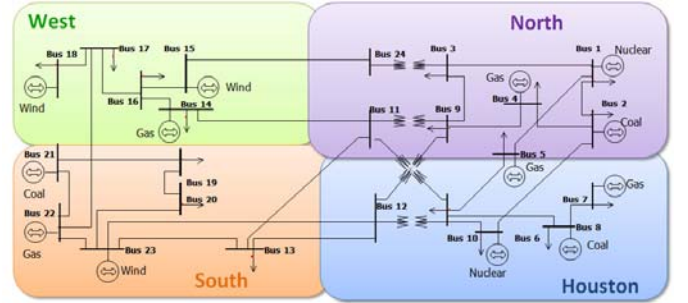 West
North
Bus 18
Bus 17
Bus 15
Bus 24
Bus 3
Bus 1
Nuclear
Gas
Wind
Wind
Bus 16
Bus 14
Bus 4
Bus 2
Gas
Bus 11
Bus 9
Coal
Bus 21
Bus 5
Gas
Coal
Bus 19
Bus 20
Bus 7
Gas
Bus 22
Bus 12
Bus 8
Gas
Bus 23
Bus 13
Bus 10
Bus 6
Coal
Wind
Nuclear
South
Houston